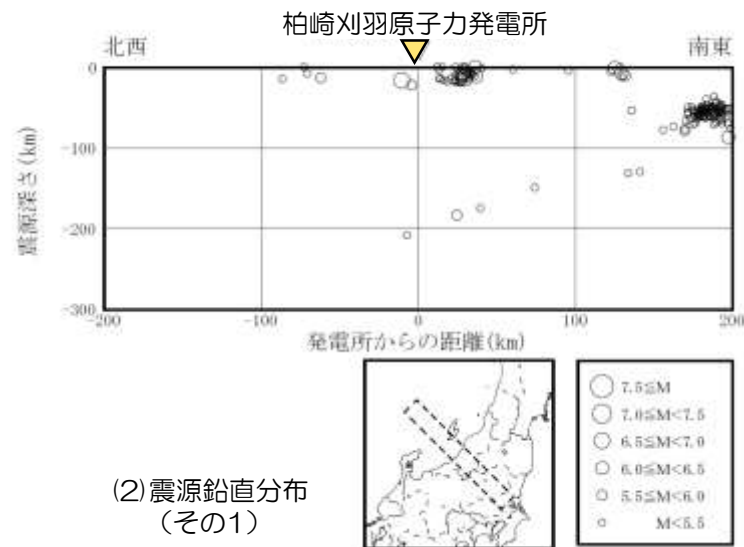 柏崎刈羽原子力発電所
北西
南東
0
-100
-200
-300
震源深さ(km)
-200
-100
0
100
200
発電所からの距離(km)
7.5≦M
7.0≦M<7.5
6.5≦M<7.0
6.0≦M<6.5
5.5≦M<6.0
M<5.5
(2)震源鉛直分布
（その1）